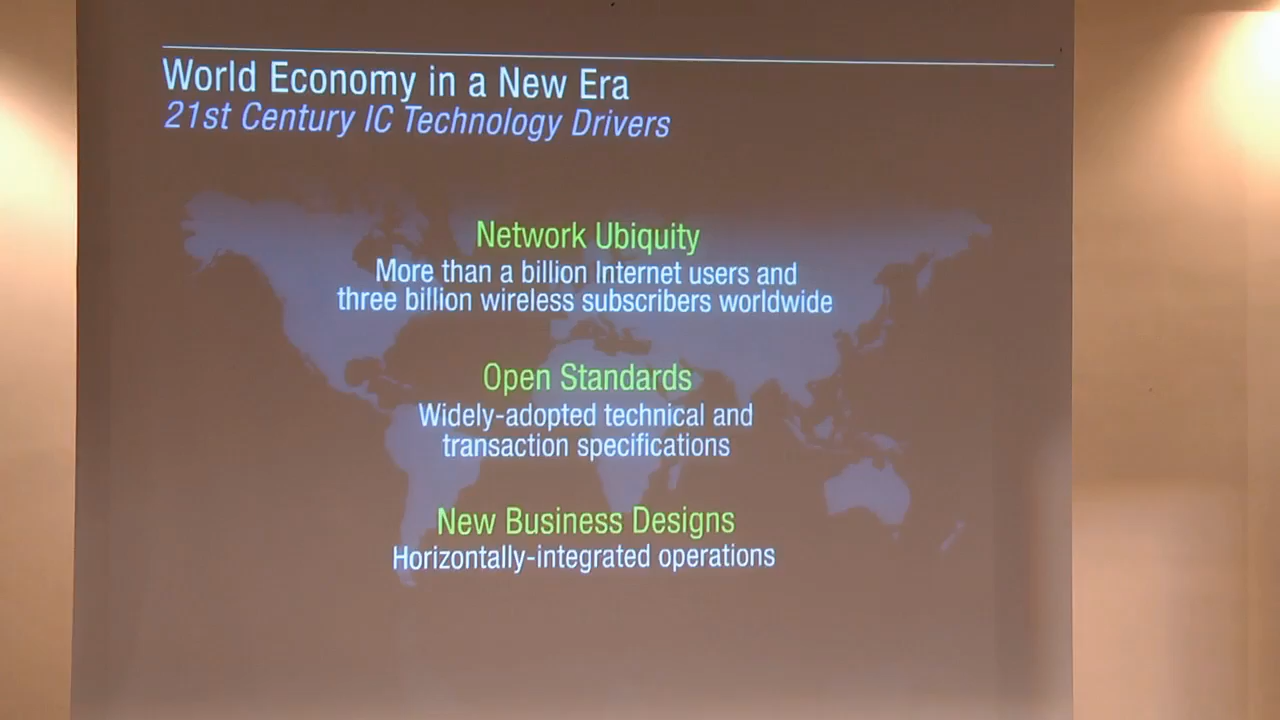 World Economy in a New Era
21st Century IC Technology Drivers
Network Ubiquity
More than a billion Internet users and
three billion wireless subscribers worldwide
Open Standards
Widely-adopted technical and
transaction specifications
New Business Designs
Horizontally-integrated operations